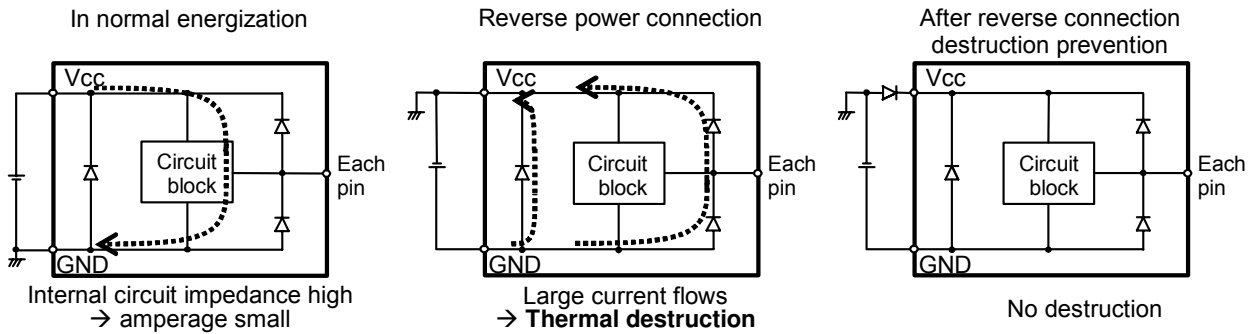 In normal energization
Vcc
Circuit
block
Each
pin
GND
Internal circuit impedance high
→ amperage small
Reverse power connection
Vcc
Circuit
block
Each
pin
GND
Large current flows
→ Thermal destruction
After reverse connection
destruction prevention
Vcc
Circuit
block
Each
pin
GND
No destruction